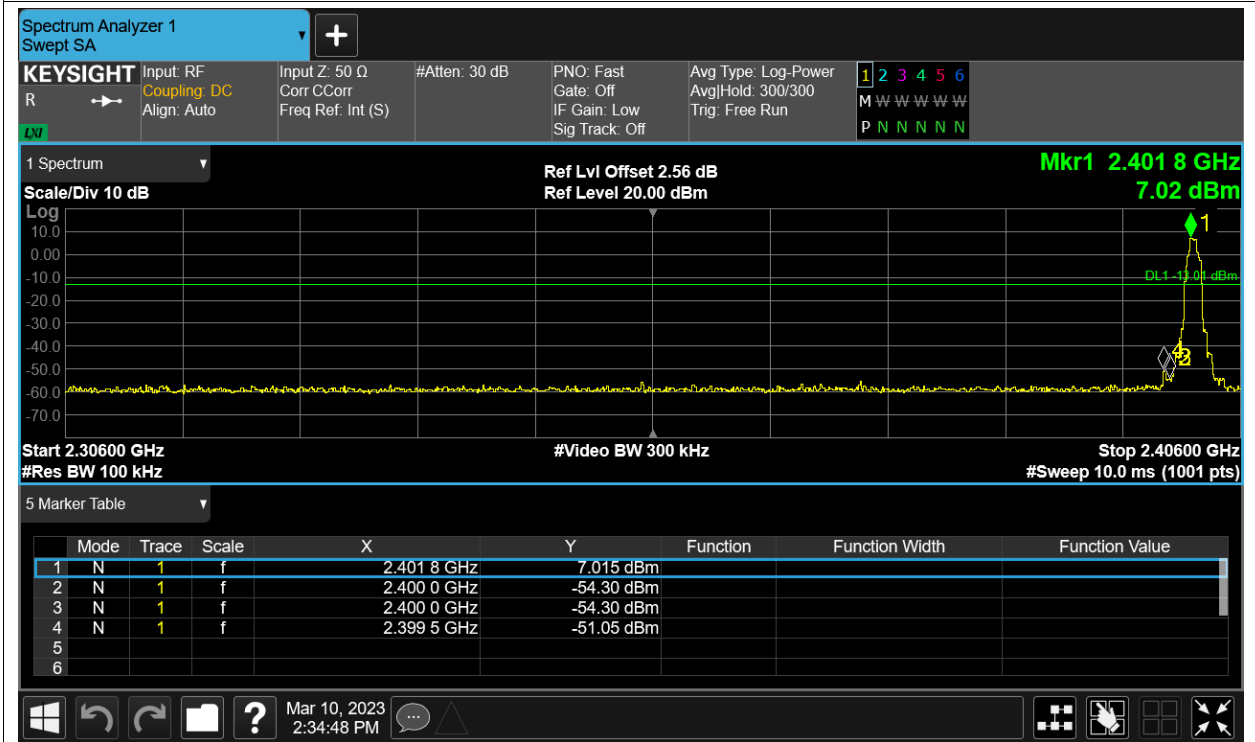 Spectrum Analyzer 1
Swept SA
+
KEYSIGHT Input: RF Input Z: 50 Ω #Atten: 30 dB PNO: Fast Avg Type: Log-Power 1 2 3 4 5 6
R Coupling: DC Corr CCorr Gate: Off Avg|Hold: 300/300 M W W W W W
Align: Auto Freq Ref: Int (S) IF Gain: Low Trig: Free Run
LXI Sig Track: Off P N N N N N
1 Spectrum Ref Lvl Offset 2.56 dB Mkr1 2.401 8 GHz
Scale/Div 10 dB Ref Level 20.00 dBm 7.02 dBm
Log
1
10.0
0.00
-10.0 DL1 -13.01 dBm
-20.0
-30.0
-40.0
-50.0
-60.0
-70.0
Start 2.30600 GHz #Video BW 300 kHz Stop 2.40600 GHz
#Res BW 100 kHz #Sweep 10.0 ms (1001 pts)
5 Marker Table
Mode Trace Scale X Y Function Function Width Function Value
1 N 1 f 2.401 8 GHz 7.015 dBm
2 N 1 f 2.400 0 GHz -54.30 dBm
3 N 1 f 2.400 0 GHz -54.30 dBm
4 N 1 f 2.399 5 GHz -51.05 dBm
5
6
? Mar 10, 2023
2:34:48 PM